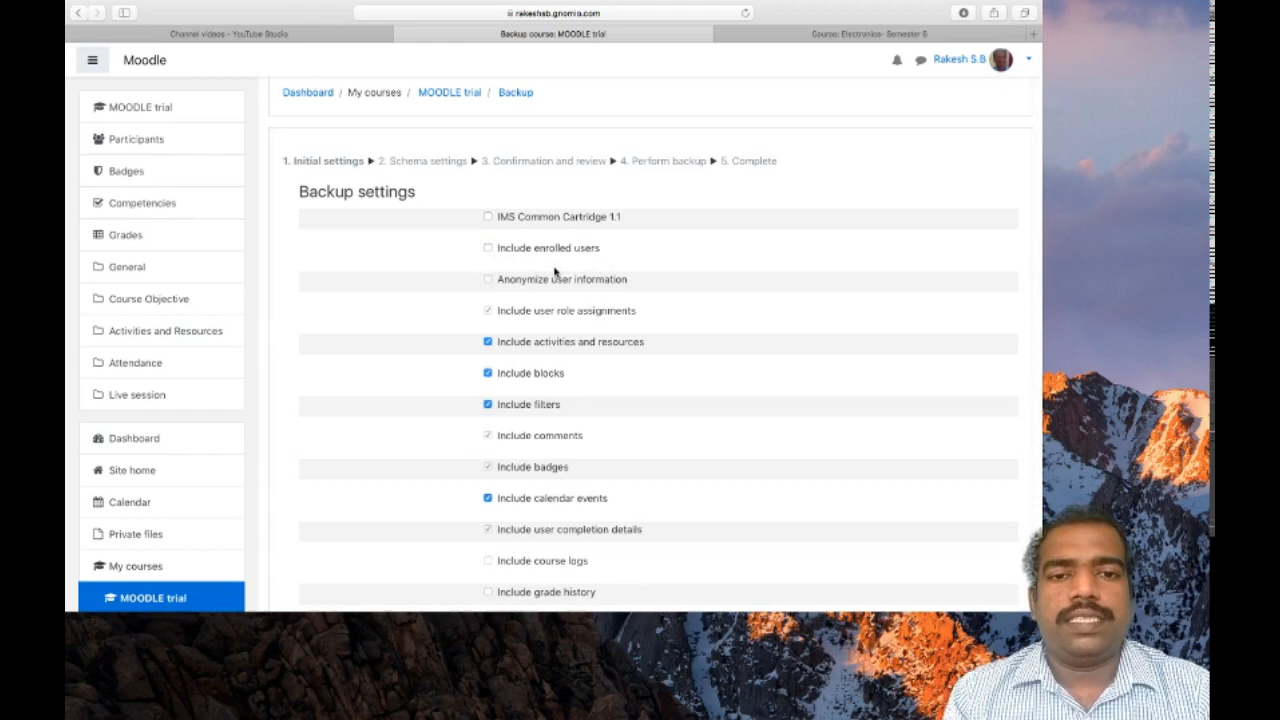 rakeshsb.gnomio.com
Channel videos - YouTube Studio
Backup course: MOODLE trial
Course: Electronics- Semester 5
Moodle
Rakesh S.B
MOODLE trial
Participants
Badges
Competencies
Grades
General
Course Objective
Activities and Resources
Attendance
Live session
Dashboard
Site home
Calendar
Private files
My courses
MOODLE trial
Dashboard / My courses / MOODLE trial / Backup
1. Initial settings ► 2. Schema settings ► 3. Confirmation and review ► 4. Perform backup ► 5. Complete
Backup settings
IMS Common Cartridge 1.1
Include enrolled users
Anonymize user information
Include user role assignments
Include activities and resources
Include blocks
Include filters
Include comments
Include badges
Include calendar events
Include user completion details
Include course logs
Include grade history